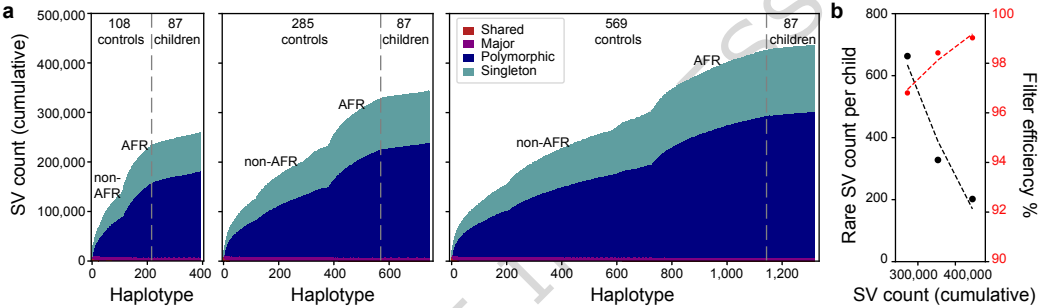 a
b
SV count (cumulative)
500,000
400,000
300,000
200,000
100,000
0
108
controls
87
children
AFR
non-
AFR
0
200
400
Haplotype
285
controls
87
children
AFR
non-AFR
0
200
400
600
Haplotype
Shared
Major
Polymorphic
Singleton
569
controls
87
children
AFR
non-AFR
0
200
400
600
800
1,000
1,200
Haplotype
Rare SV count per child
800
600
400
200
0
100
98
96
94
92
90
Filter efficiency %
300,000
400,000
SV count (cumulative)